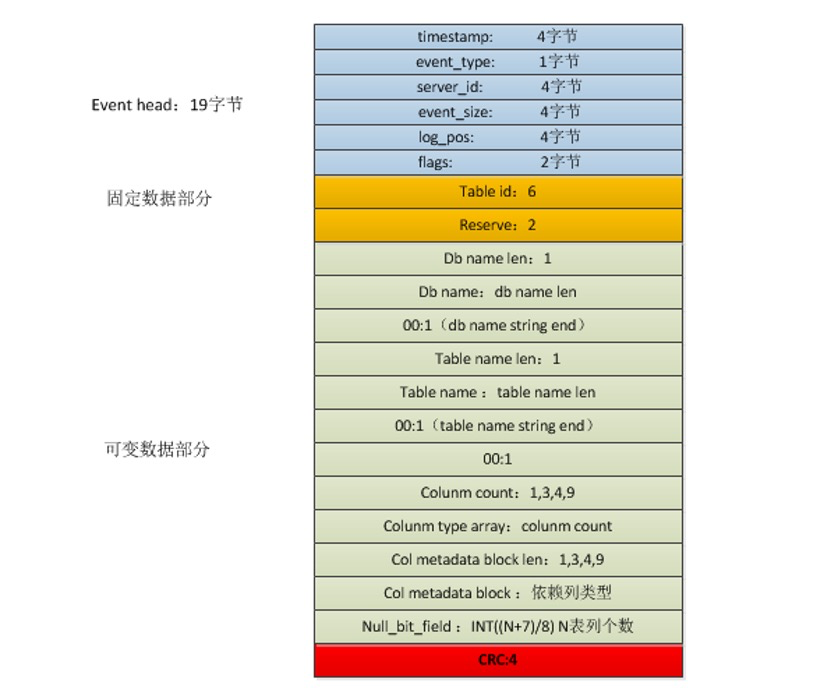 timestamp: 4字节
event_type: 1字节
server_id: 4字节
Event head：19字节
event_size: 4字节
log_pos: 4字节
flags: 2字节
固定数据部分
Table id：6
Reserve：2
Db name len：1
Db name：db name len
00:1（db name string end）
Table name len：1
Table name ：table name len
00:1（table name string end）
可变数据部分
00:1
Colunm count：1,3,4,9
Colunm type array：colunm count
Col metadata block len：1,3,4,9
Col metadata block ：依赖列类型
Null_bit_field ：INT((N+7)/8) N表列个数
CRC:4